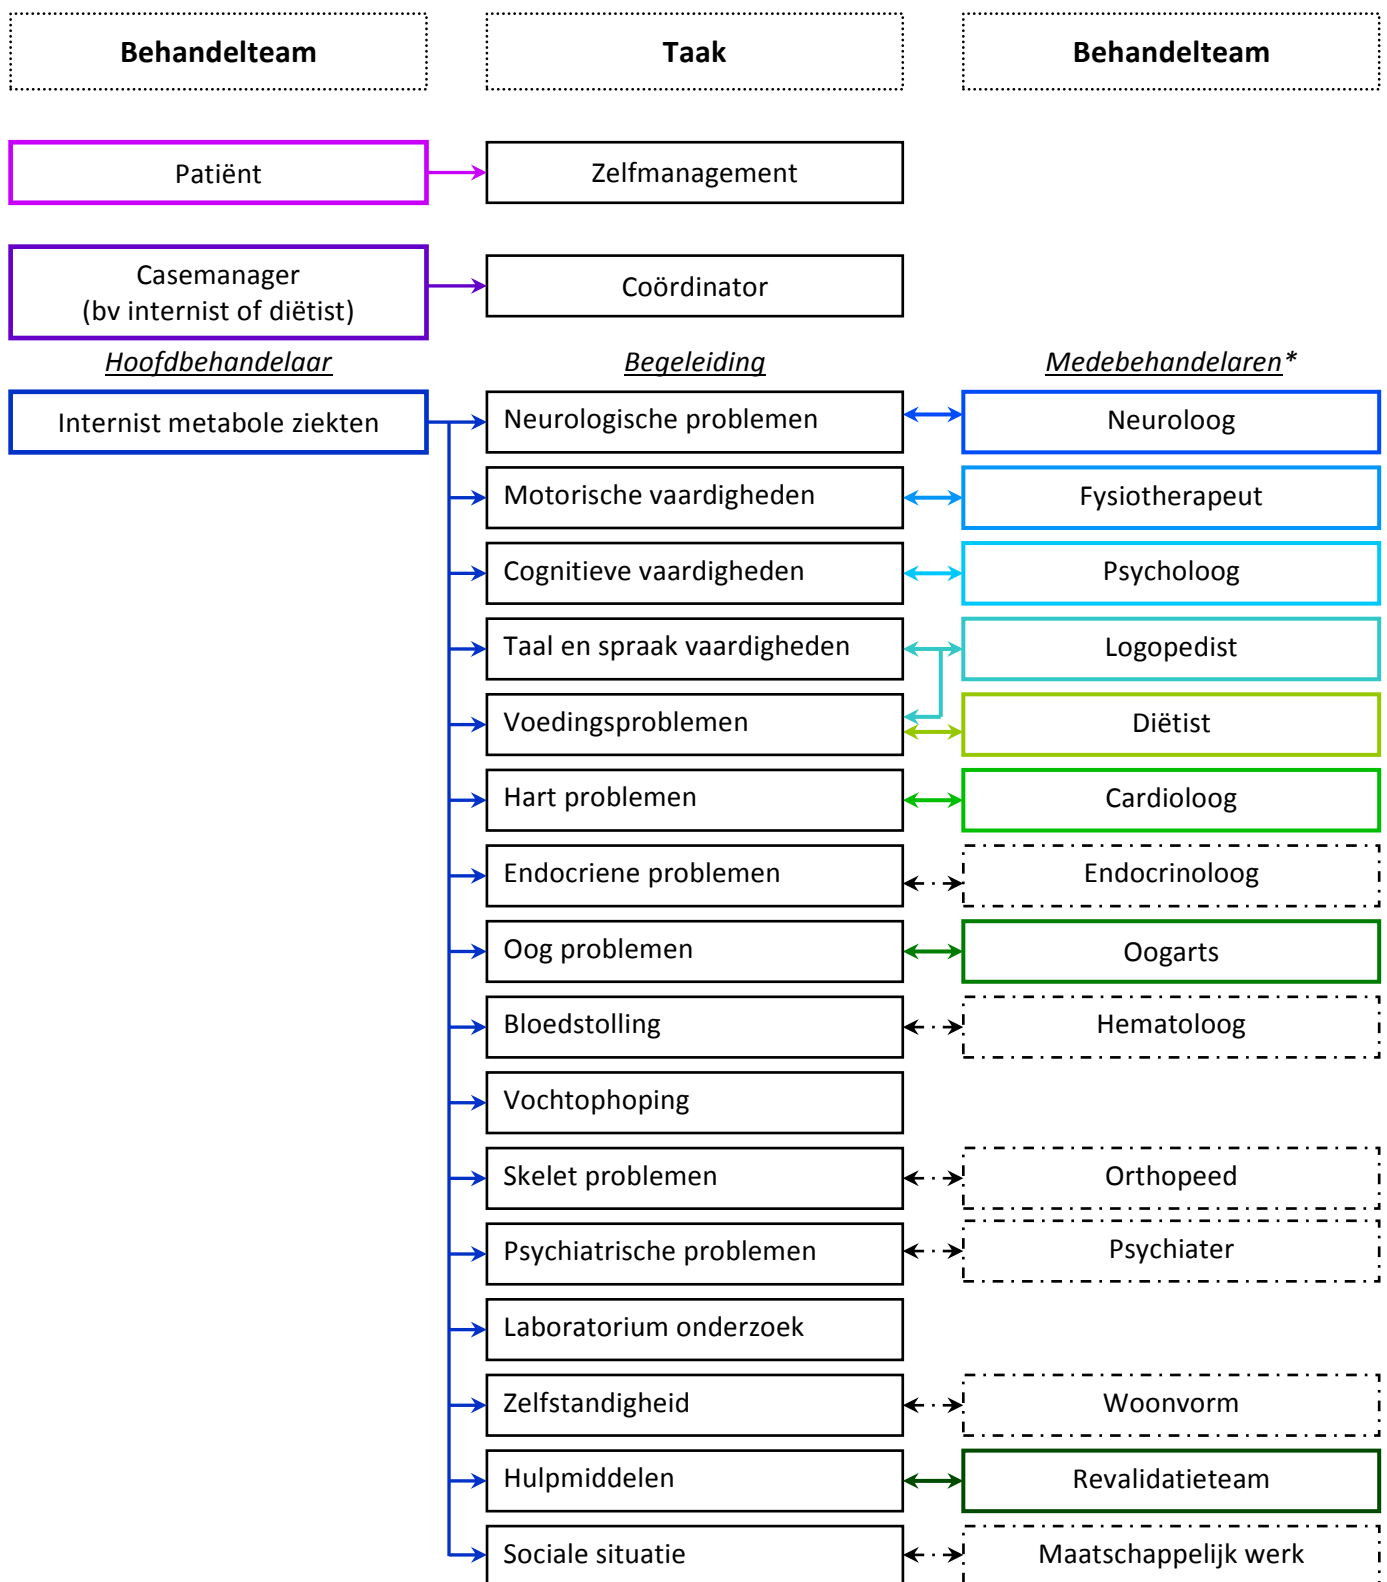 Behandelteam
Taak
Behandelteam
Patiënt
Zelfmanagement
Casemanager
(bv internist of diëtist)
Coördinator
Hoofdbehandelaar
Begeleiding
Medebehandelaren*
Internist metabole ziekten
Neurologische problemen
Neuroloog
Motorische vaardigheden
Fysiotherapeut
Cognitieve vaardigheden
Psycholoog
Taal en spraak vaardigheden
Logopedist
Voedingsproblemen
Diëtist
Hart problemen
Cardioloog
Endocriene problemen
Endocrinoloog
Oog problemen
Oogarts
Bloedstolling
Hematoloog
Vochtophoping
Skelet problemen
Orthopeed
Psychiatrische problemen
Psychiater
Laboratorium onderzoek
Zelfstandigheid
Woonvorm
Hulpmiddelen
Revalidatieteam
Sociale situatie
Maatschappelijk werk